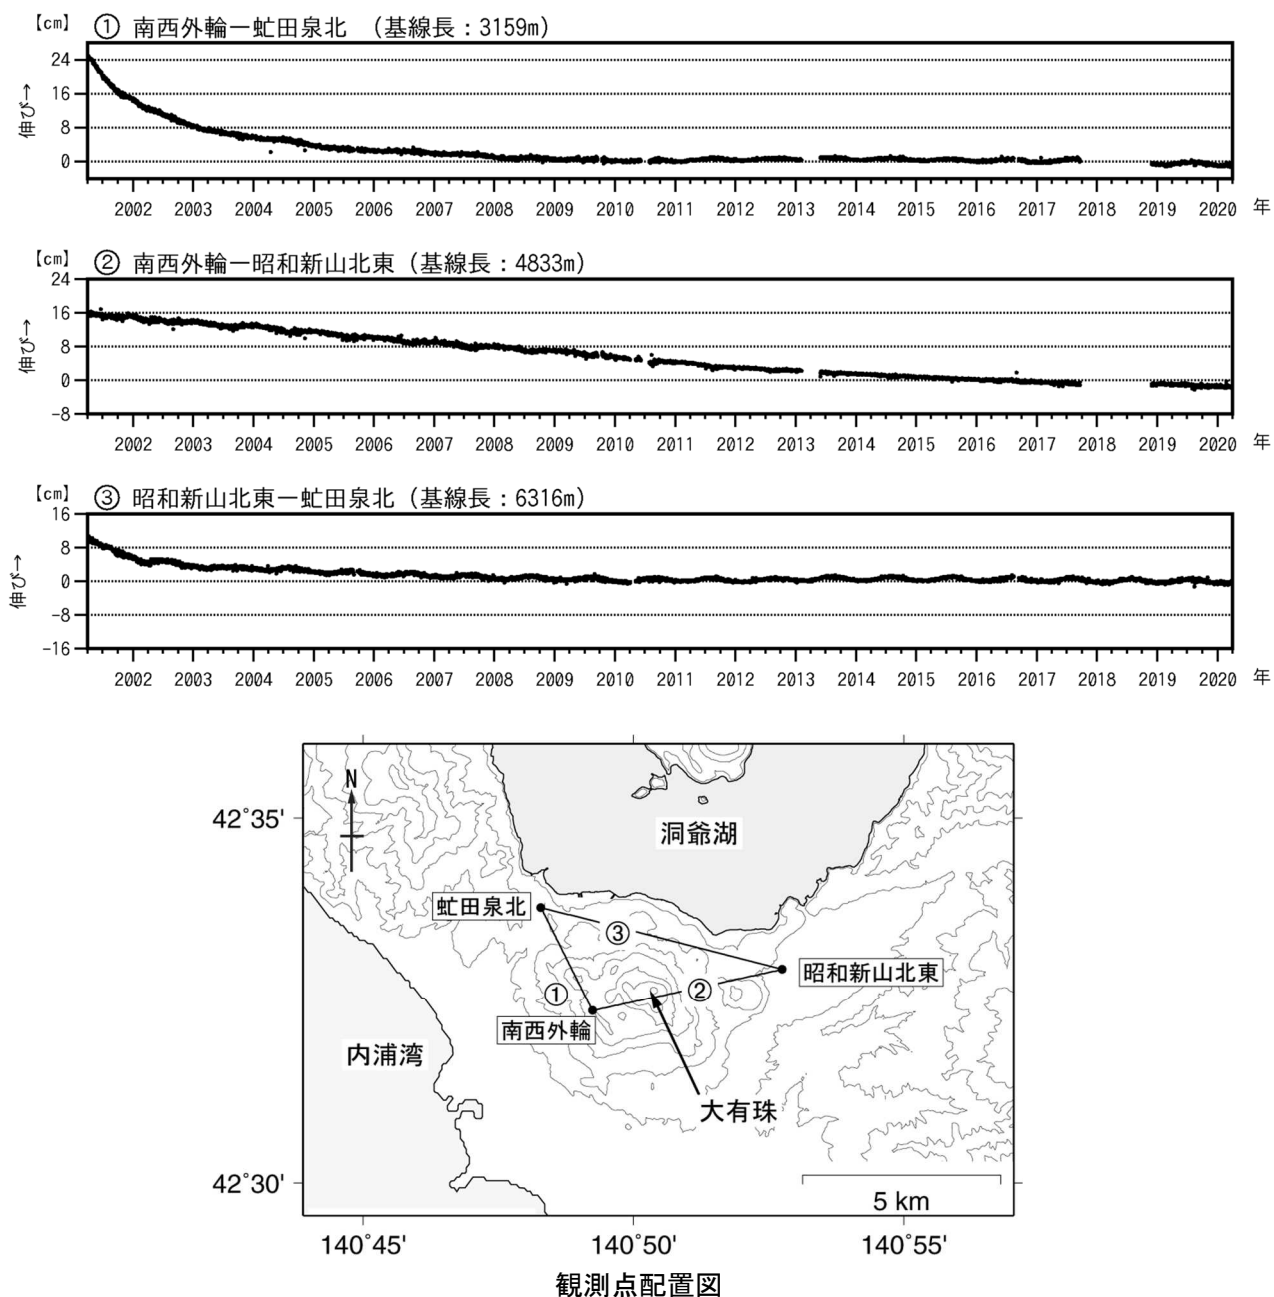 【cm】 ① 南西外輪ー虻田泉北 (基線長:3159m)
24
16
8
0
伸び→
2002 2003 2004 2005 2006 2007 2008 2009 2010 2011 2012 2013 2014 2015 2016 2017 2018 2019 2020 年
【cm】 ② 南西外輪ー昭和新山北東 (基線長:4833m)
24
16
8
0
-8
伸び→
2002 2003 2004 2005 2006 2007 2008 2009 2010 2011 2012 2013 2014 2015 2016 2017 2018 2019 2020 年
【cm】 ③ 昭和新山北東ー虻田泉北 (基線長:6316m)
16
8
0
-8
-16
伸び→
2002 2003 2004 2005 2006 2007 2008 2009 2010 2011 2012 2013 2014 2015 2016 2017 2018 2019 2020 年
N
42°35'
洞爺湖
虻田泉北
③
昭和新山北東
①
②
南西外輪
内浦湾
大有珠
42°30'
5 km
140°45' 140°50' 140°55'
観測点配置図